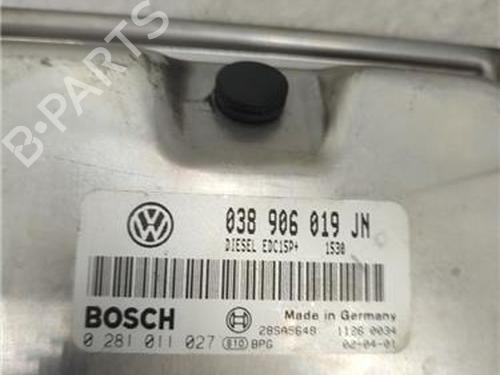 038 906 019 JN
DIESEL EDC15P+ 1530
Made in Germany
BOSCH
28SA5648 1126 0034
0 281 011 027 810 BPG 02-04-01